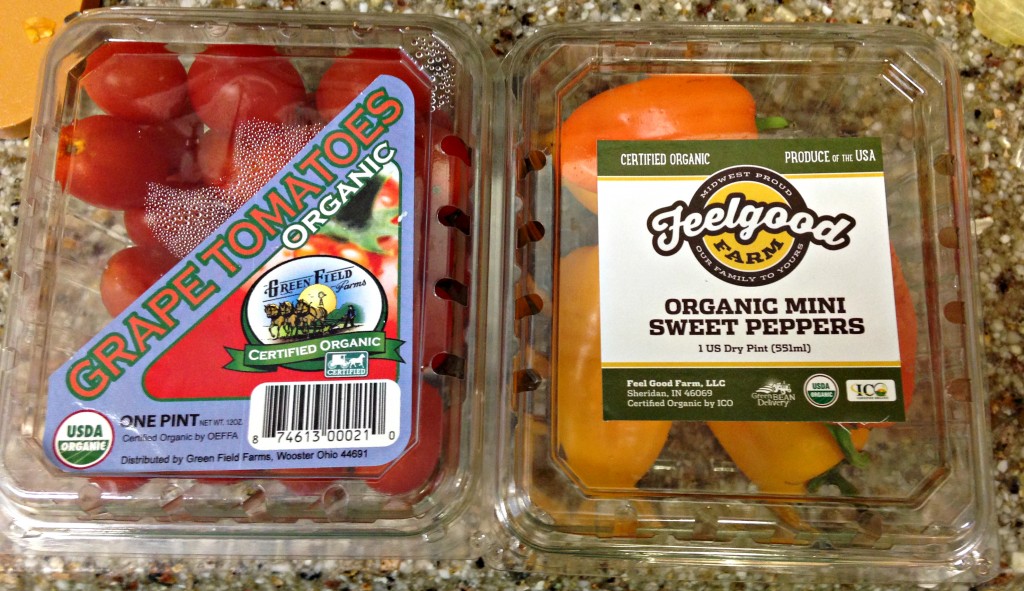 GRAPE TOMATOES
ORGANIC
GREEN FIELD
Farms
CERTIFIED ORGANIC
CERTIFIED
USDA
ORGANIC
ONE PINT NET WT. 12OZ.
Certified Organic by OEFFA
Distributed by Green Field Farms, Wooster Ohio 44691
8 74613 00021 0
CERTIFIED ORGANIC
PRODUCE OF THE USA
MIDWEST PROUD
Feelgood
FARM
OUR FAMILY TO YOURS
ORGANIC MINI
SWEET PEPPERS
1 US Dry Pint (551ml)
Feel Good Farm, LLC
Sheridan, IN 46069
Certified Organic by ICO
Green BEAN
Delivery
USDA
ORGANIC
ICO